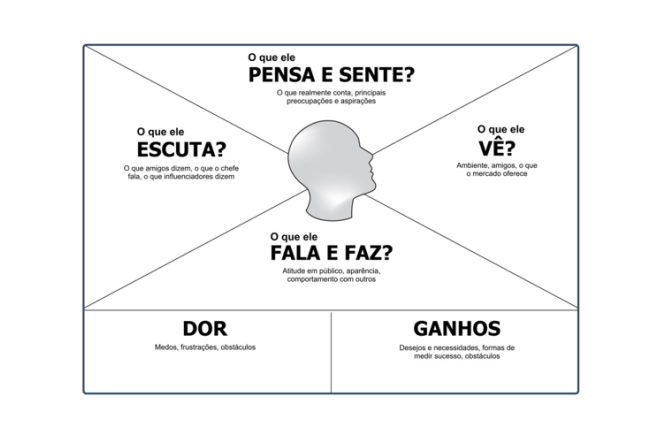 O que ele
PENSA E SENTE?
O que realmente conta, principais
preocupações e aspirações
O que ele
ESCUTA?
O que amigos dizem, o que o chefe
fala, o que influenciadores dizem
O que ele
VÊ?
Ambiente, amigos, o que
o mercado oferece
O que ele
FALA E FAZ?
Atitude em público, aparência,
comportamento com outros
DOR
Medos, frustrações, obstáculos
GANHOS
Desejos e necessidades, formas de
medir sucesso, obstáculos